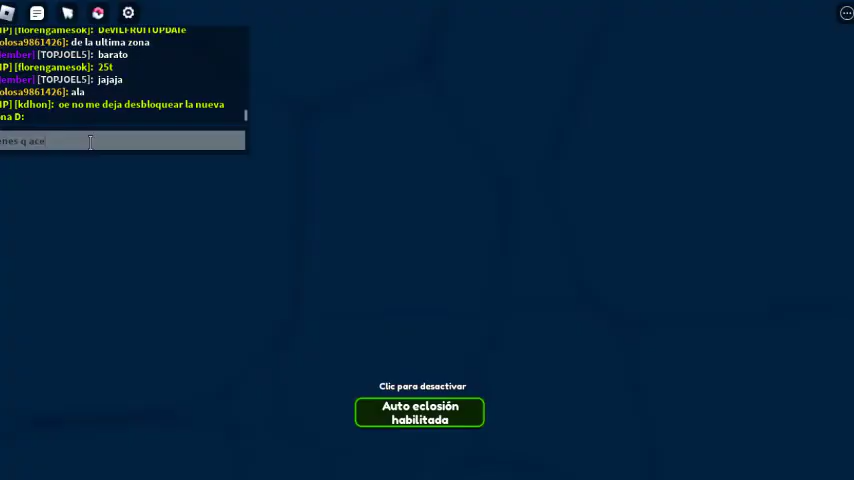 [florengamesok]: DeVILFRUITUPDATe
olosa9861426]: de la ultima zona
ember] [TOPJOEL5]: barato
IP] [florengamesok]: 25t
ember] [TOPJOEL5]: jajaja
olosa9861426]: ala
IP] [kdhon]: oe no me deja desbloquear la nueva
na D:
enes q ace
Clic para desactivar
Auto eclosión
habilitada